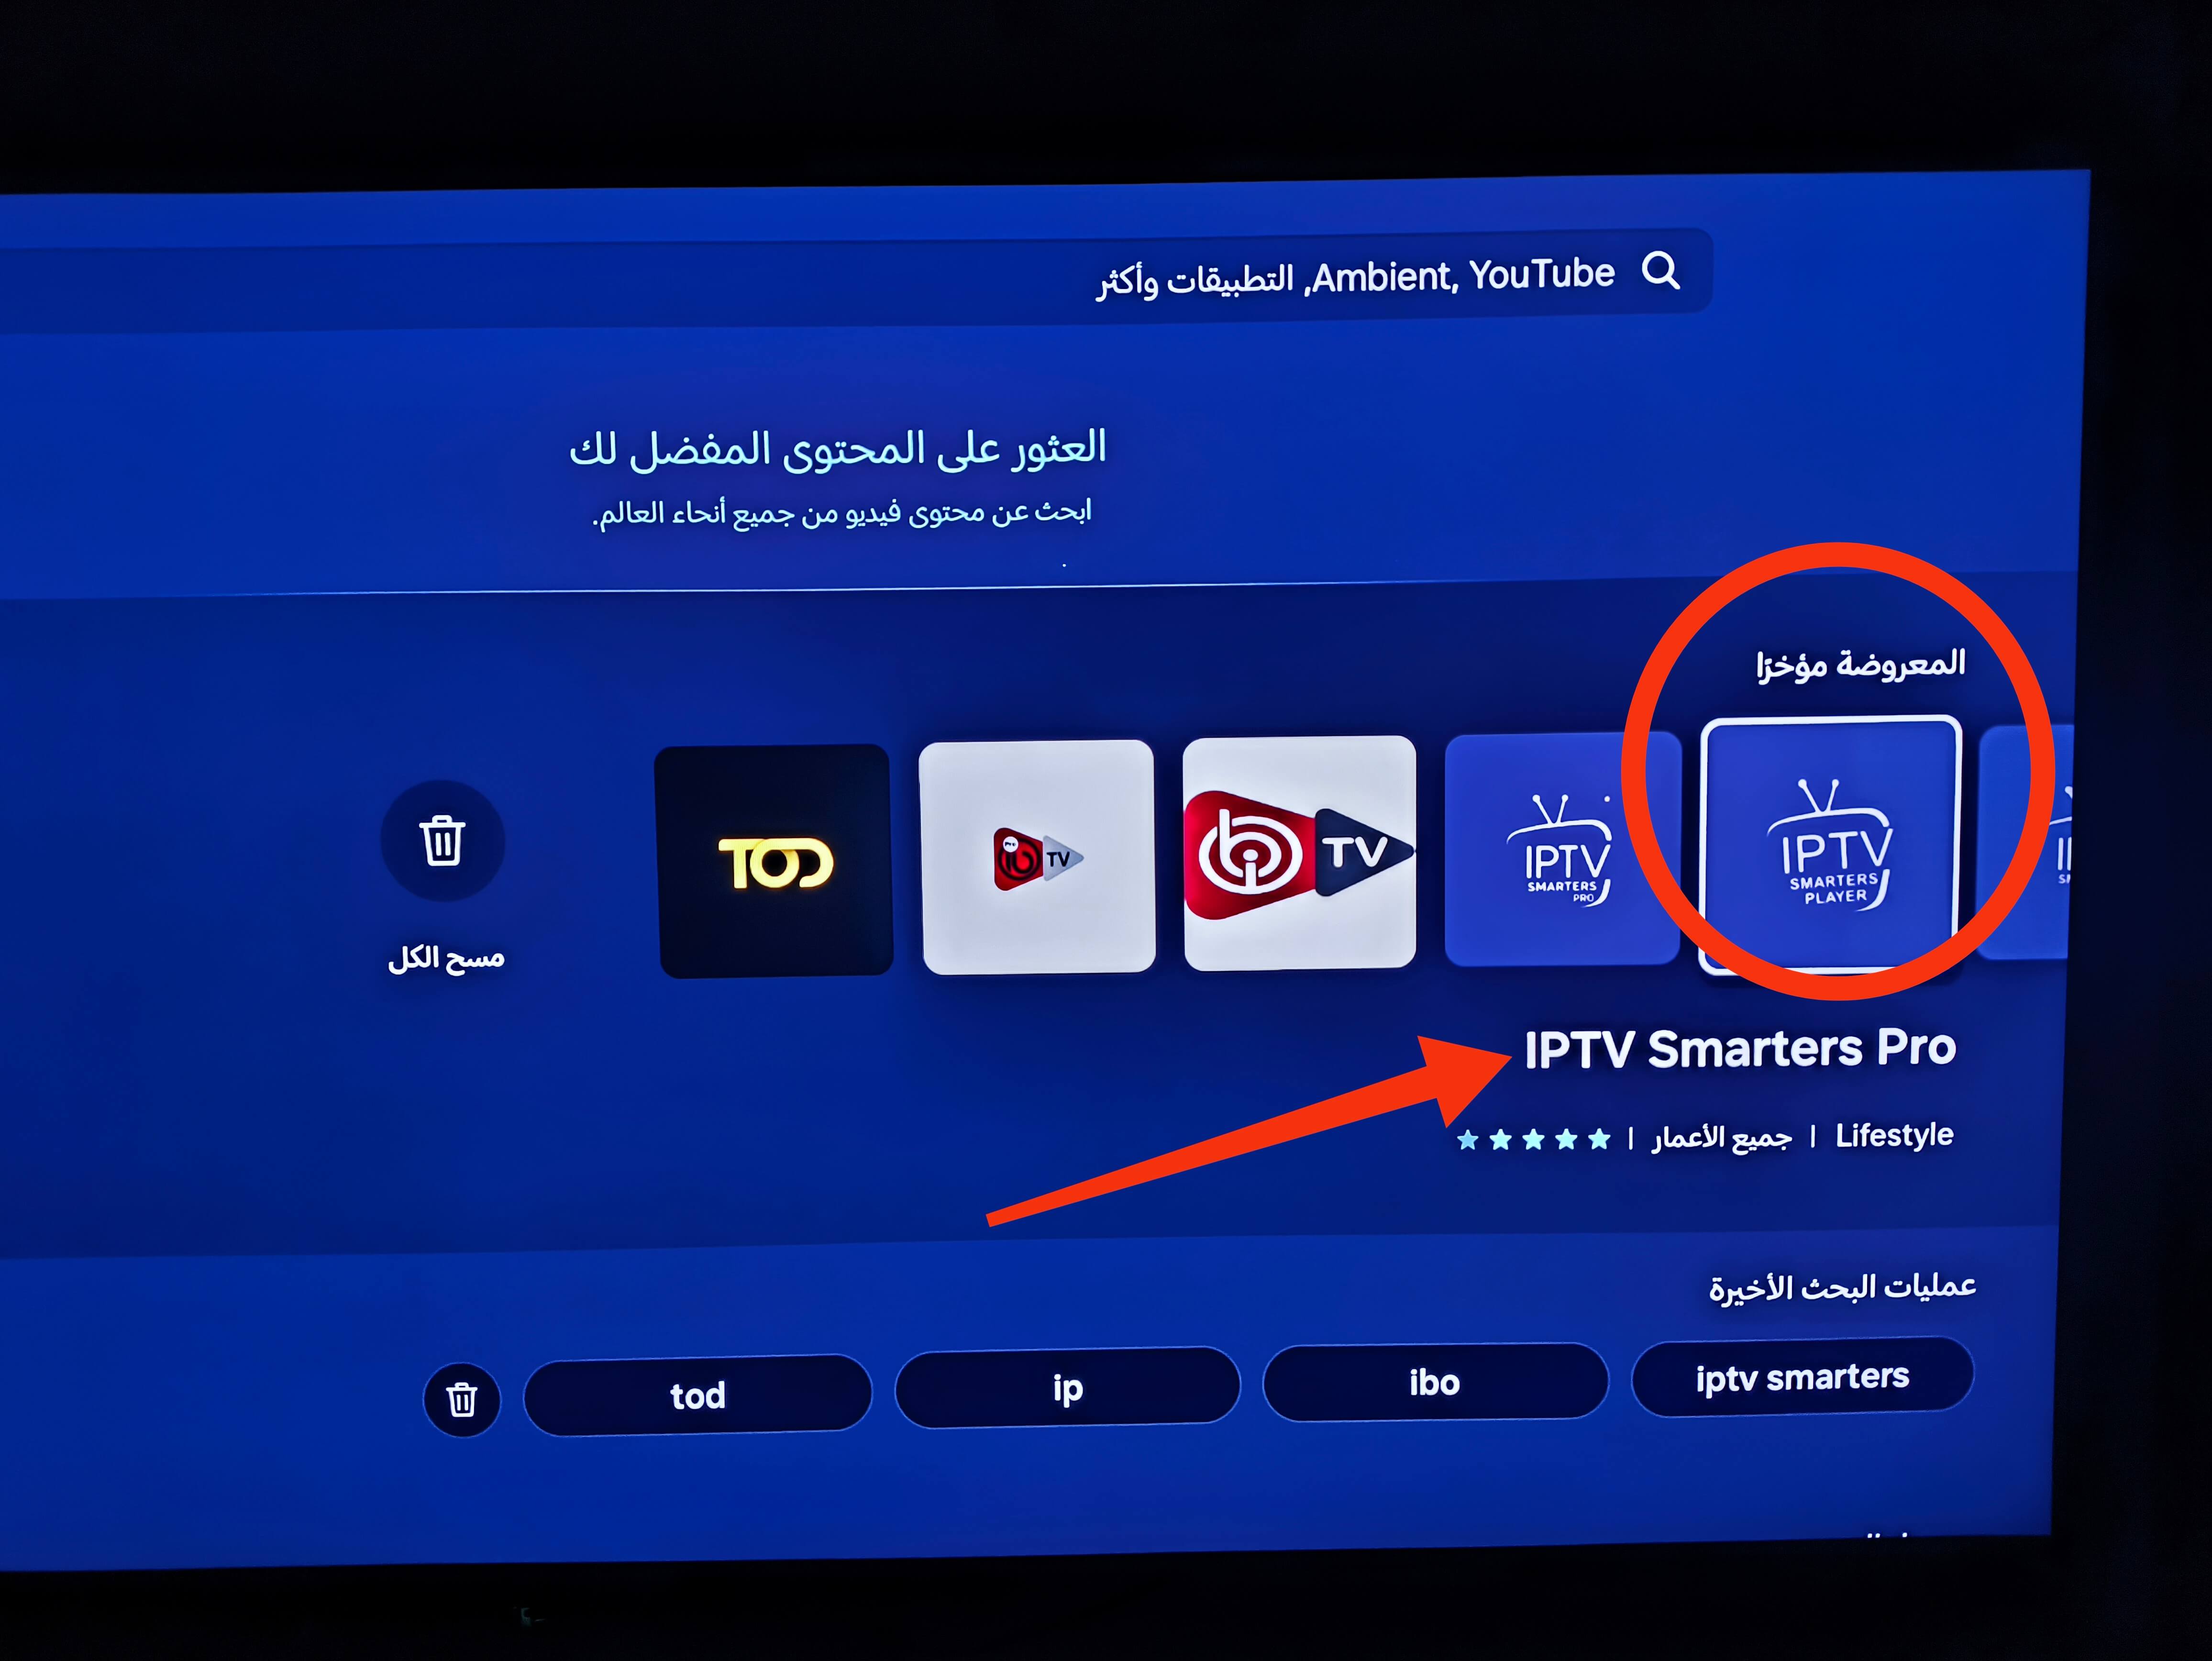 Ambient, YouTube, التطبيقات وأكثر
العثور على المحتوى المفضل لك
ابحث عن محتوى فيديو من جميع أنحاء العالم.
المعروضة مؤخرًا
IPTV
SMARTERS
PLAYER
IPTV
SMARTERS
PRO
TV
TV
TOD
مسح الكل
IPTV Smarters Pro
Lifestyle | جميع الأعمار |
عمليات البحث الأخيرة
iptv smarters
ibo
ip
tod